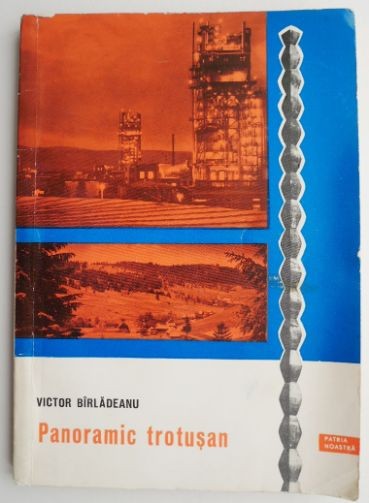 VICTOR BÎRLĂDEANU
Panoramic trotușan
PATRIA
NOASTRĂ